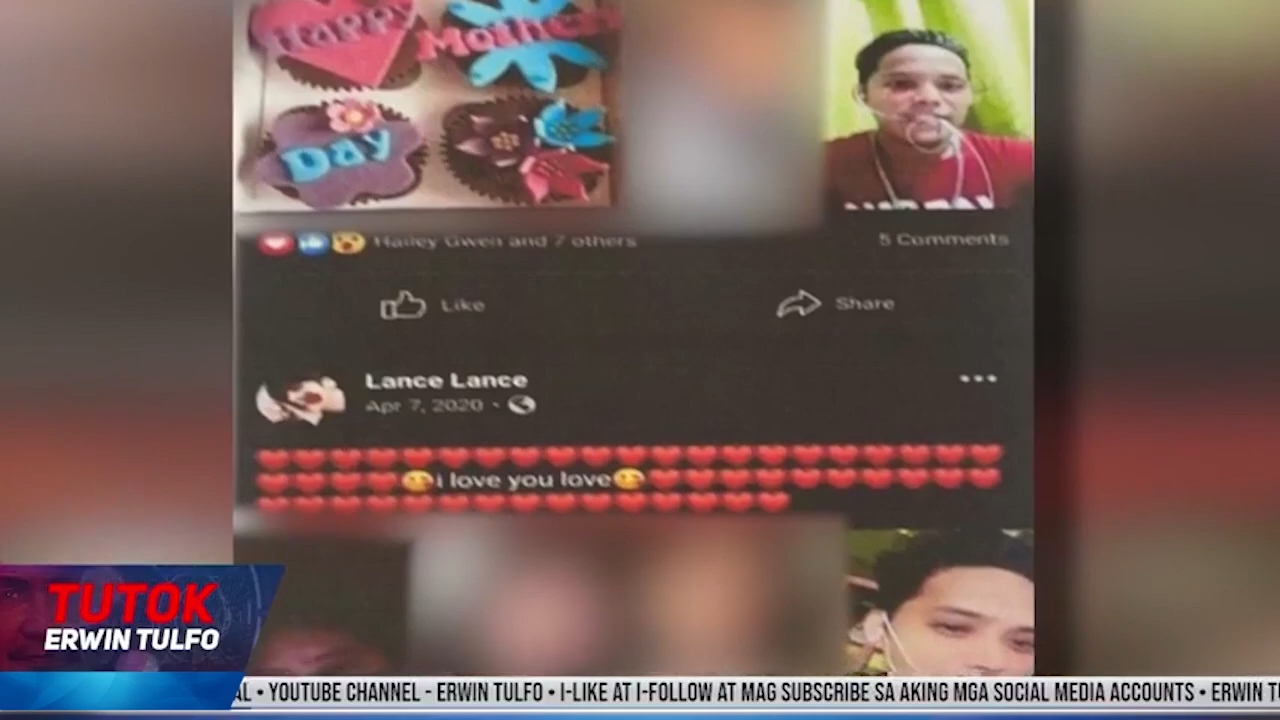 Happy
Mother
Day
Hailey Gwen and 7 others
5 Comments
Like
Share
Lance Lance
Apr 7, 2020
i love you love
TUTOK
ERWIN TULFO
AL • YOUTUBE CHANNEL - ERWIN TULFO • I-LIKE AT I-FOLLOW AT MAG SUBSCRIBE SA AKING MGA SOCIAL MEDIA ACCOUNTS • ERWIN TU